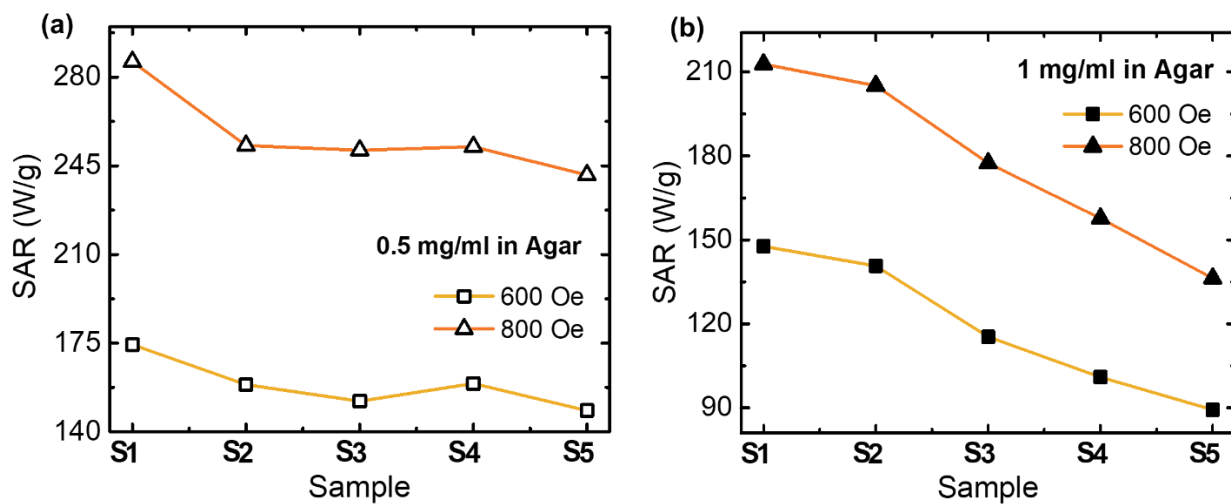 (a)
SAR (W/g)
280
245
210
175
140
0.5 mg/ml in Agar
600 Oe
800 Oe
S1 S2 S3 S4 S5
Sample
(b)
SAR (W/g)
210
180
150
120
90
1 mg/ml in Agar
600 Oe
800 Oe
S1 S2 S3 S4 S5
Sample